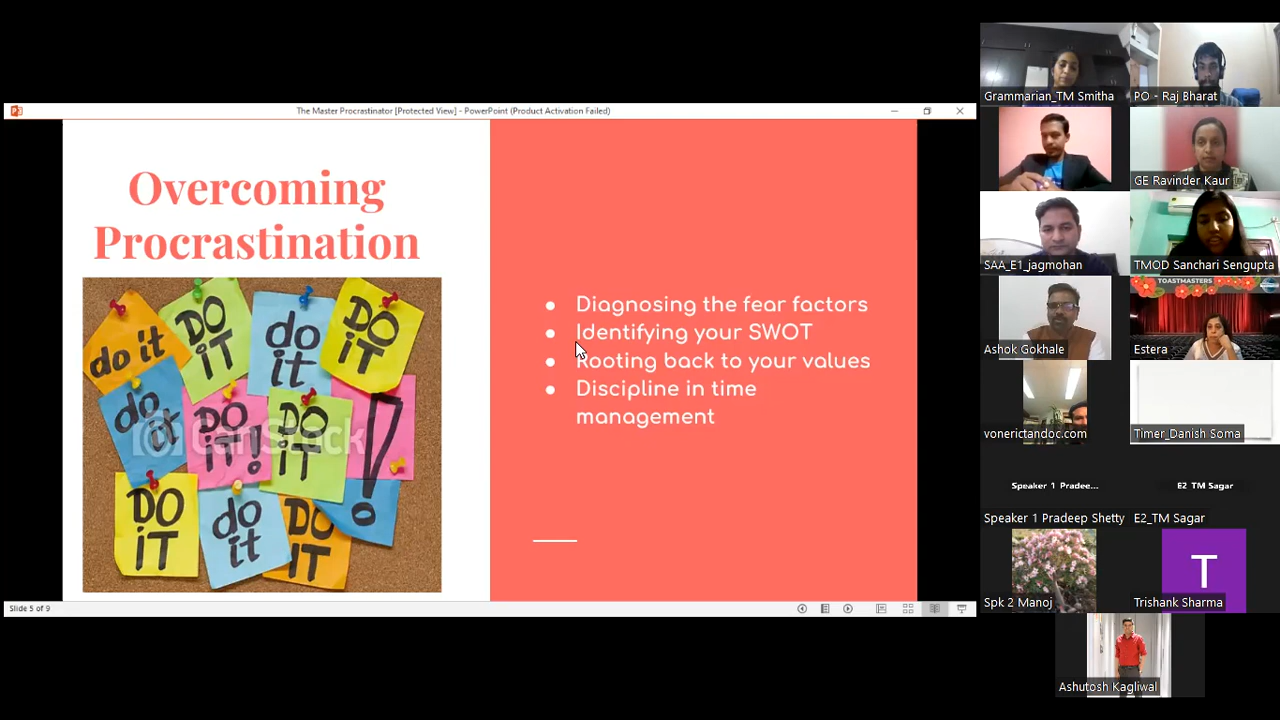 The Master Procrastinator [Protected View] - PowerPoint (Product Activation Failed)
Overcoming
Procrastination
do it
DO IT
do it
DO IT
do it
DO IT!
DO IT
!
DO IT
do it
DO IT
CanStock
● Diagnosing the fear factors
● Identifying your SWOT
● Rooting back to your values
● Discipline in time
management
Slide 5 of 9
Grammarian_TM Smitha
PO - Raj Bharat
GE Ravinder Kaur
SAA_E1_jagmohan
TMOD Sanchari Sengupta
TOASTMASTERS
Ashok Gokhale
Estera
vonerictandoc.com
Timer_Danish Soma
Speaker 1 Pradee...
E2_TM Sagar
Speaker 1 Pradeep Shetty
E2_TM Sagar
Spk 2 Manoj
T
Trishank Sharma
Ashutosh Kagliwal